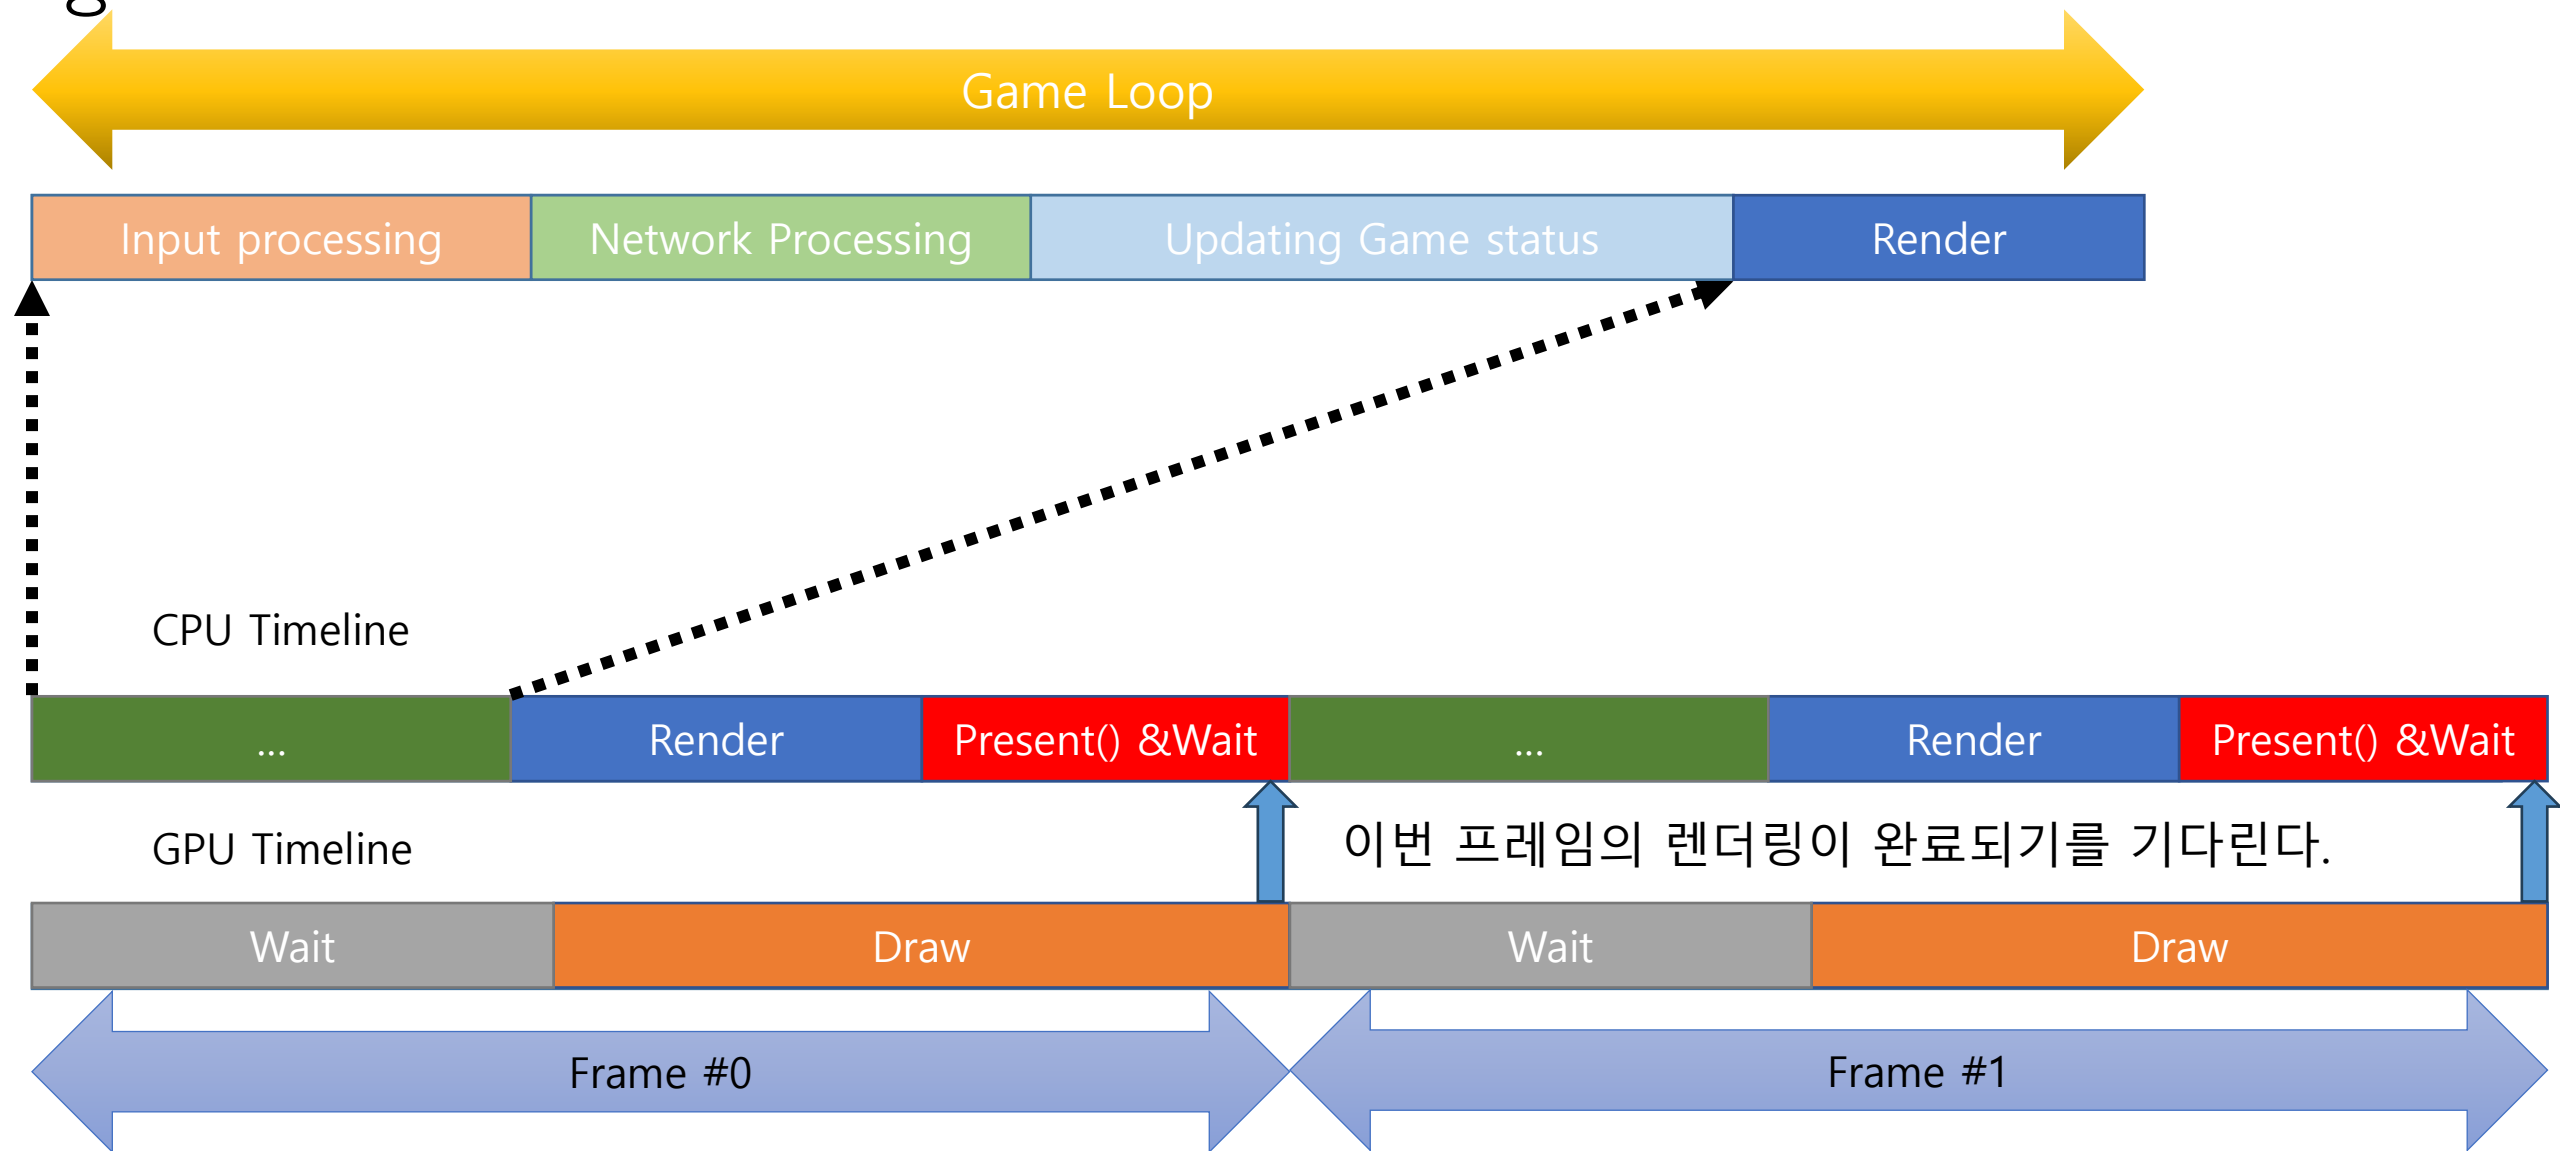 Game Loop
Input processing
Network Processing
Updating Game status
Render
CPU Timeline
...
Render
Present() &Wait
...
Render
Present() &Wait
GPU Timeline
이번 프레임의 렌더링이 완료되기를 기다린다.
Wait
Draw
Wait
Draw
Frame #0
Frame #1